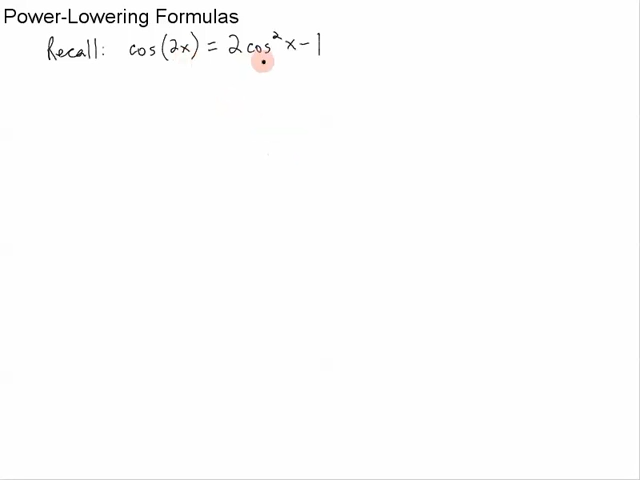 Power-Lowering Formulas
Recall: cos(2x) = 2cos²x-1